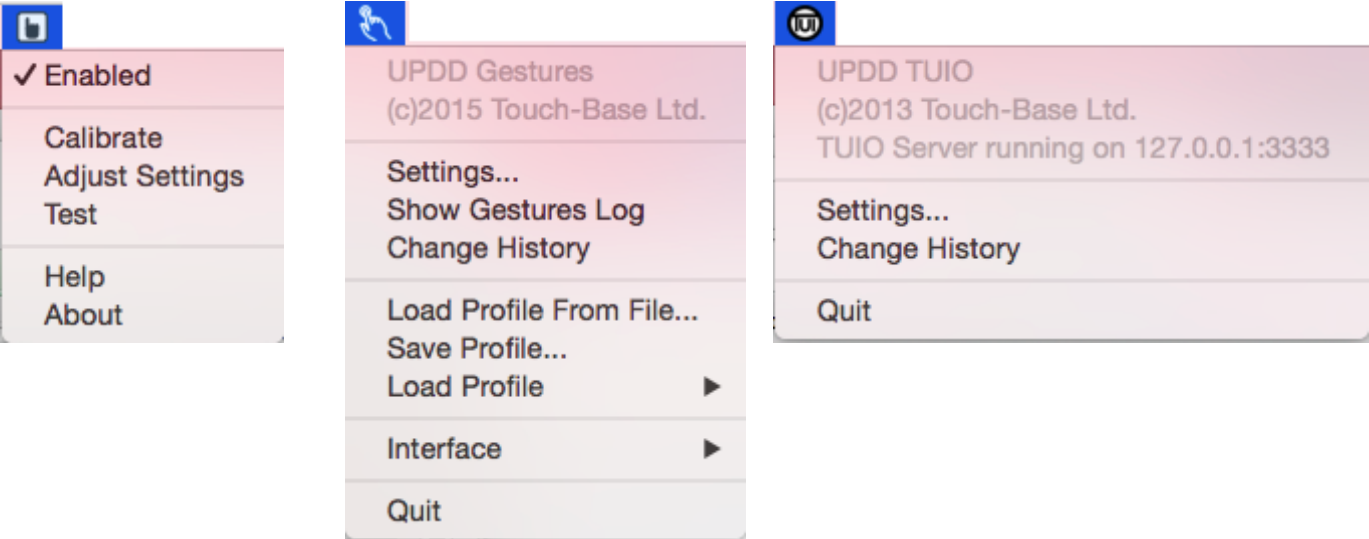 Enabled
Calibrate
Adjust Settings
Test
Help
About
UPDD Gestures
(c)2015 Touch-Base Ltd.
Settings...
Show Gestures Log
Change History
Load Profile From File...
Save Profile...
Load Profile
Interface
Quit
TUI
UPDD TUIO
(c)2013 Touch-Base Ltd.
TUIO Server running on 127.0.0.1:3333
Settings...
Change History
Quit